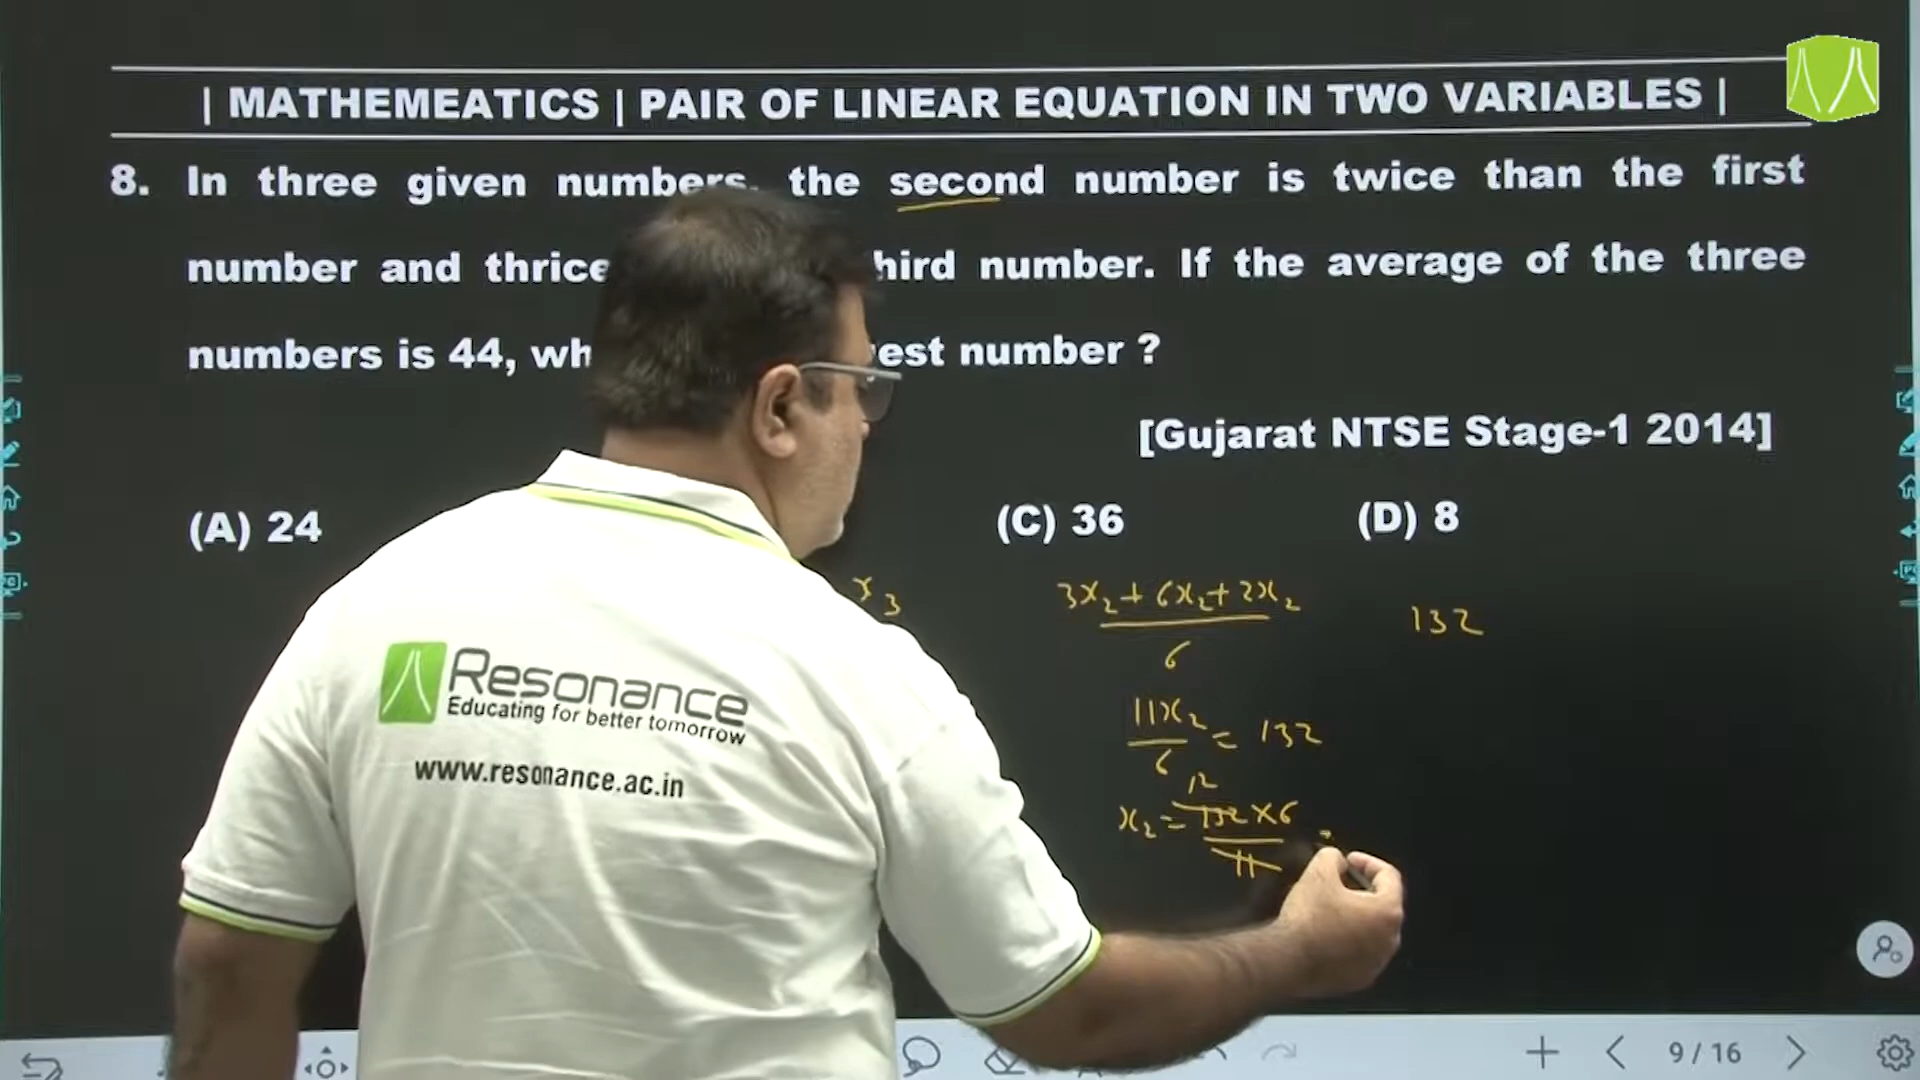 | MATHEMEATICS | PAIR OF LINEAR EQUATION IN TWO VARIABLES |
8. In three given numbers, the second number is twice than the first
number and thrice hird number. If the average of the three
numbers is 44, wh est number ?
[Gujarat NTSE Stage-1 2014]
(A) 24 (C) 36 (D) 8
x3
3x2 + 6x2 + 2x2
6
132
11x2
6
= 132
12
x2 = 132 × 6
11
Resonance
Educating for better tomorrow
www.resonance.ac.in
9 / 16